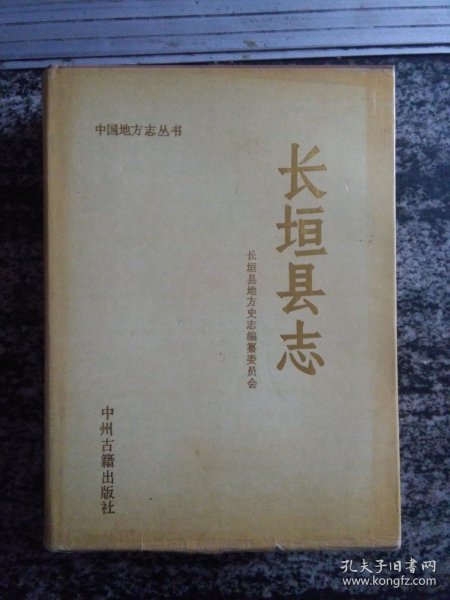 中国地方志丛书
长垣县志
长垣县地方史志编纂委员会
中州古籍出版社
孔夫子旧书网
www.kongfz.com